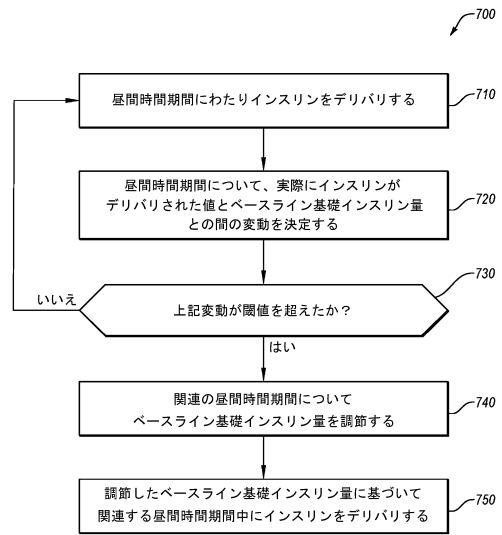 700
昼間時間期間にわたりインスリンをデリバリする
710
昼間時間期間について、実際にインスリンが
デリバリされた値とベースライン基礎インスリン量
との間の変動を決定する
720
730
上記変動が閾値を超えたか？
いいえ
はい
関連の昼間時間期間について
ベースライン基礎インスリン量を調節する
740
調節したベースライン基礎インスリン量に基づいて
関連する昼間時間期間中にインスリンをデリバリする
750